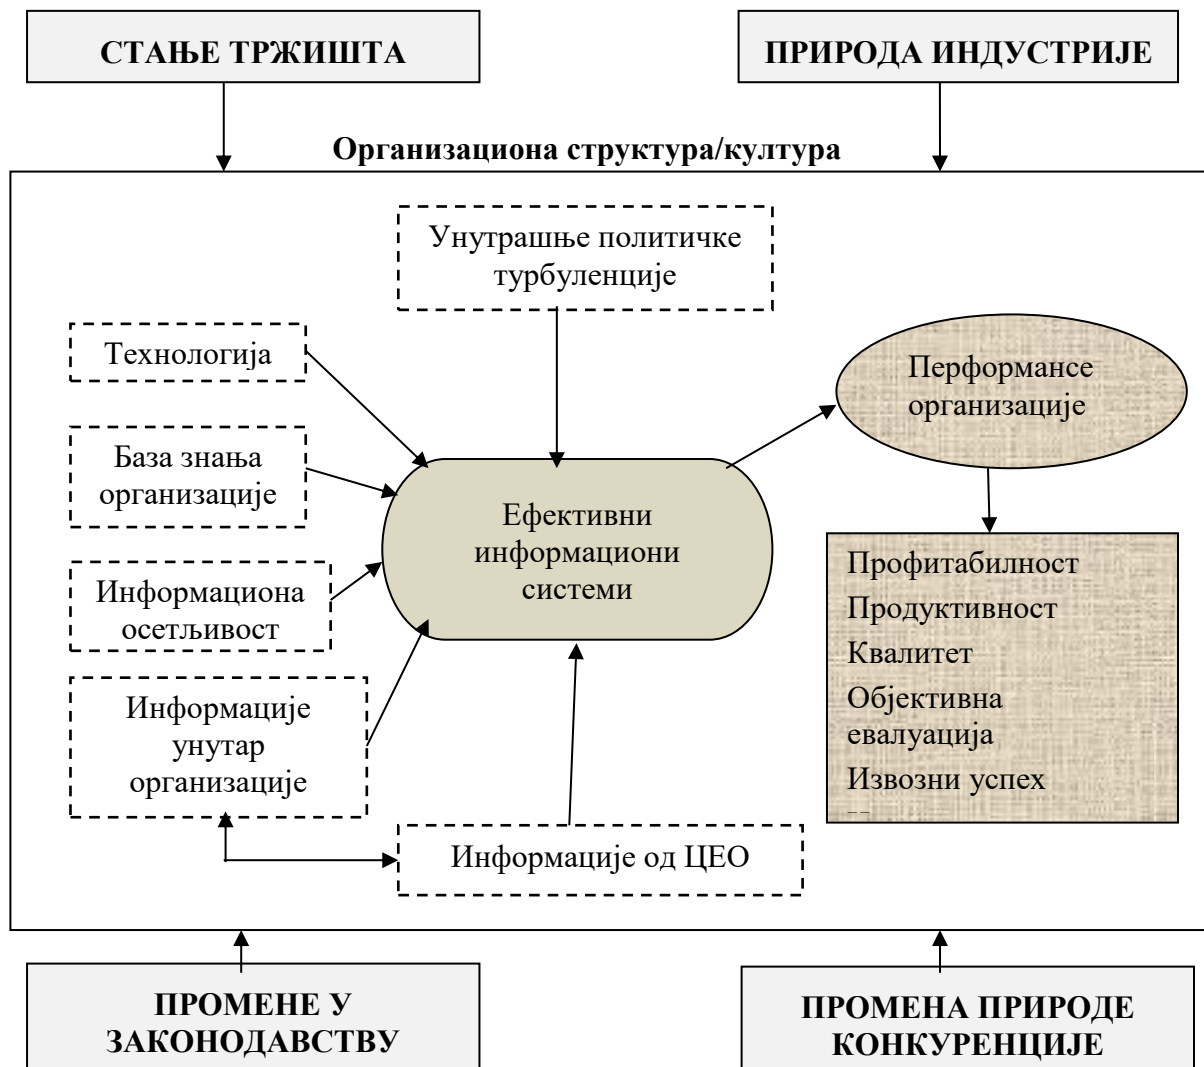 СТАЊЕ ТРЖИШТА
ПРИРОДА ИНДУСТРИЈЕ
Организациона структура/култура
Унутрашње политичке
турбуленције
Технологија
База знања
организације
Информациона
осетљивост
Информације
унутар
организације
Информације од ЦЕО
Ефективни
информациони
системи
Перформансе
организације
Профитабилност
Продуктивност
Квалитет
Објективна
евалуација
Извозни успех
ПРОМЕНЕ У
ЗАКОНОДАВСТВУ
ПРОМЕНА ПРИРОДЕ
КОНКУРЕНЦИЈЕ